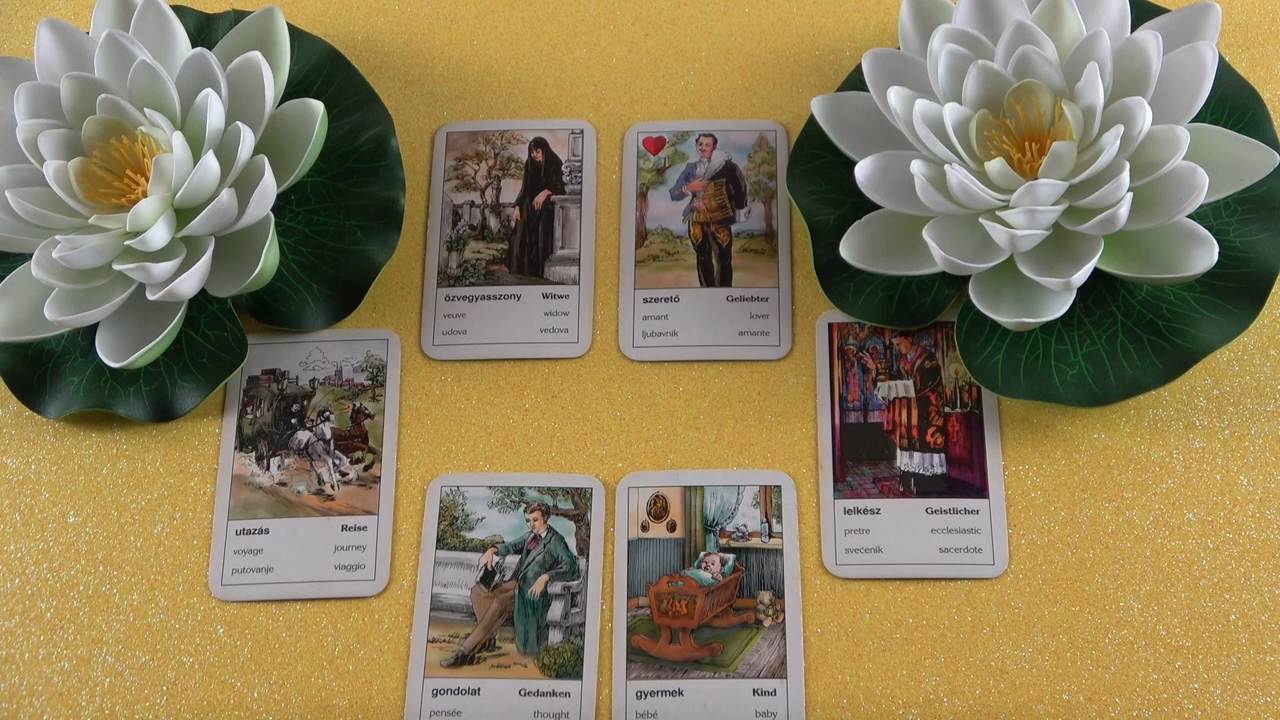 özvegyasszony Witwe
veuve widow
udova vedova
szerető Geliebter
amant lover
ljubavnik amante
utazás Reise
voyage journey
putovanje viaggio
lelkész Geistlicher
pretre ecclesiastic
svećenik sacerdote
gondolat Gedanken
pensée thought
gyermek Kind
bébé baby